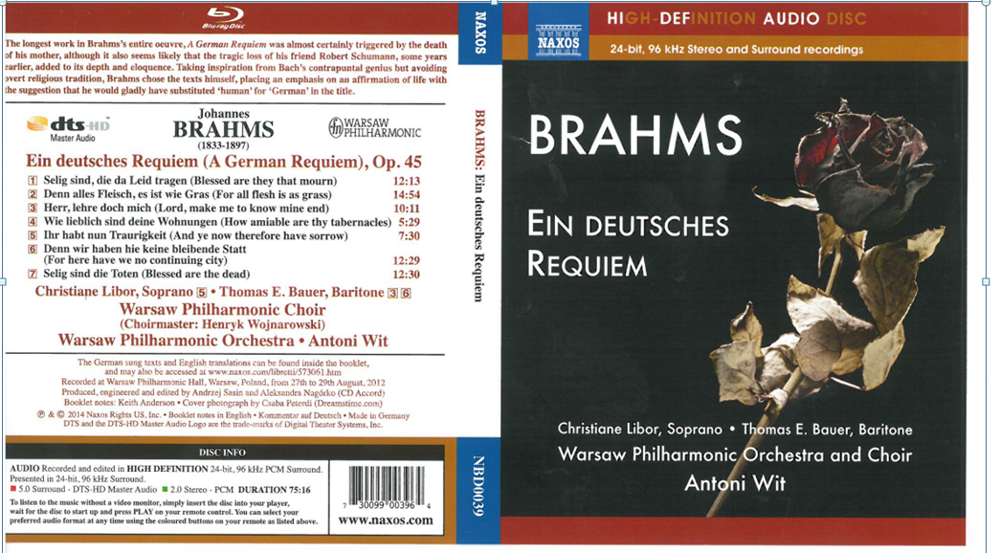 Blu-ray Disc
The longest work in Brahms's entire oeuvre, A German Requiem was almost certainly triggered by the death
of his mother, although it also seems likely that the tragic loss of his friend Robert Schumann, some years
earlier, added to its depth and eloquence. Taking inspiration from Bach's contrapuntal genius but avoiding
overt religious tradition, Brahms chose the texts himself, placing an emphasis on an affirmation of life with
the suggestion that he would gladly have substituted 'human' for 'German' in the title.
dts-HD
Master Audio
Johannes
BRAHMS
(1833-1897)
WARSAW
PHILHARMONIC
Ein deutsches Requiem (A German Requiem), Op. 45
1 Selig sind, die da Leid tragen (Blessed are they that mourn) 12:13
2 Denn alles Fleisch, es ist wie Gras (For all flesh is as grass) 14:54
3 Herr, lehre doch mich (Lord, make me to know mine end) 10:11
4 Wie lieblich sind deine Wohnungen (How amiable are thy tabernacles) 5:29
5 Ihr habt nun Traurigkeit (And ye now therefore have sorrow) 7:30
6 Denn wir haben hie keine bleibende Statt
(For here have we no continuing city) 12:29
7 Selig sind die Toten (Blessed are the dead) 12:30
Christiane Libor, Soprano 5 • Thomas E. Bauer, Baritone 3 6
Warsaw Philharmonic Choir
(Choirmaster: Henryk Wojnarowski)
Warsaw Philharmonic Orchestra • Antoni Wit
The German sung texts and English translations can be found inside the booklet,
and may also be accessed at www.naxos.com/libretti/573061.htm
Recorded at Warsaw Philharmonic Hall, Warsaw, Poland, from 27th to 29th August, 2012
Produced, engineered and edited by Andrzej Sasin and Aleksandra Nagórko (CD Accord)
Booklet notes: Keith Anderson • Cover photograph by Csaba Peterdi (Dreamstime.com)
℗ & © 2014 Naxos Rights US, Inc. • Booklet notes in English • Kommentar auf Deutsch • Made in Germany
DTS and the DTS-HD Master Audio Logo are the trade-marks of Digital Theater Systems, Inc.
DISC INFO
AUDIO Recorded and edited in HIGH DEFINITION 24-bit, 96 kHz PCM Surround.
Presented in 24-bit, 96 kHz Surround.
5.0 Surround - DTS-HD Master Audio 2.0 Stereo - PCM DURATION 75:16
To listen to the music without a video monitor, simply insert the disc into your player,
wait for the disc to start up and press PLAY on your remote control. You can select your
preferred audio format at any time using the coloured buttons on your remote as listed above.
7 30099 00396 4
www.naxos.com
NAXOS
BRAHMS: Ein deutsches Requiem
NBD0039
NAXOS
HIGH-DEFINITION AUDIO DISC
24-bit, 96 kHz Stereo and Surround recordings
BRAHMS
EIN DEUTSCHES
REQUIEM
Christiane Libor, Soprano • Thomas E. Bauer, Baritone
Warsaw Philharmonic Orchestra and Choir
Antoni Wit